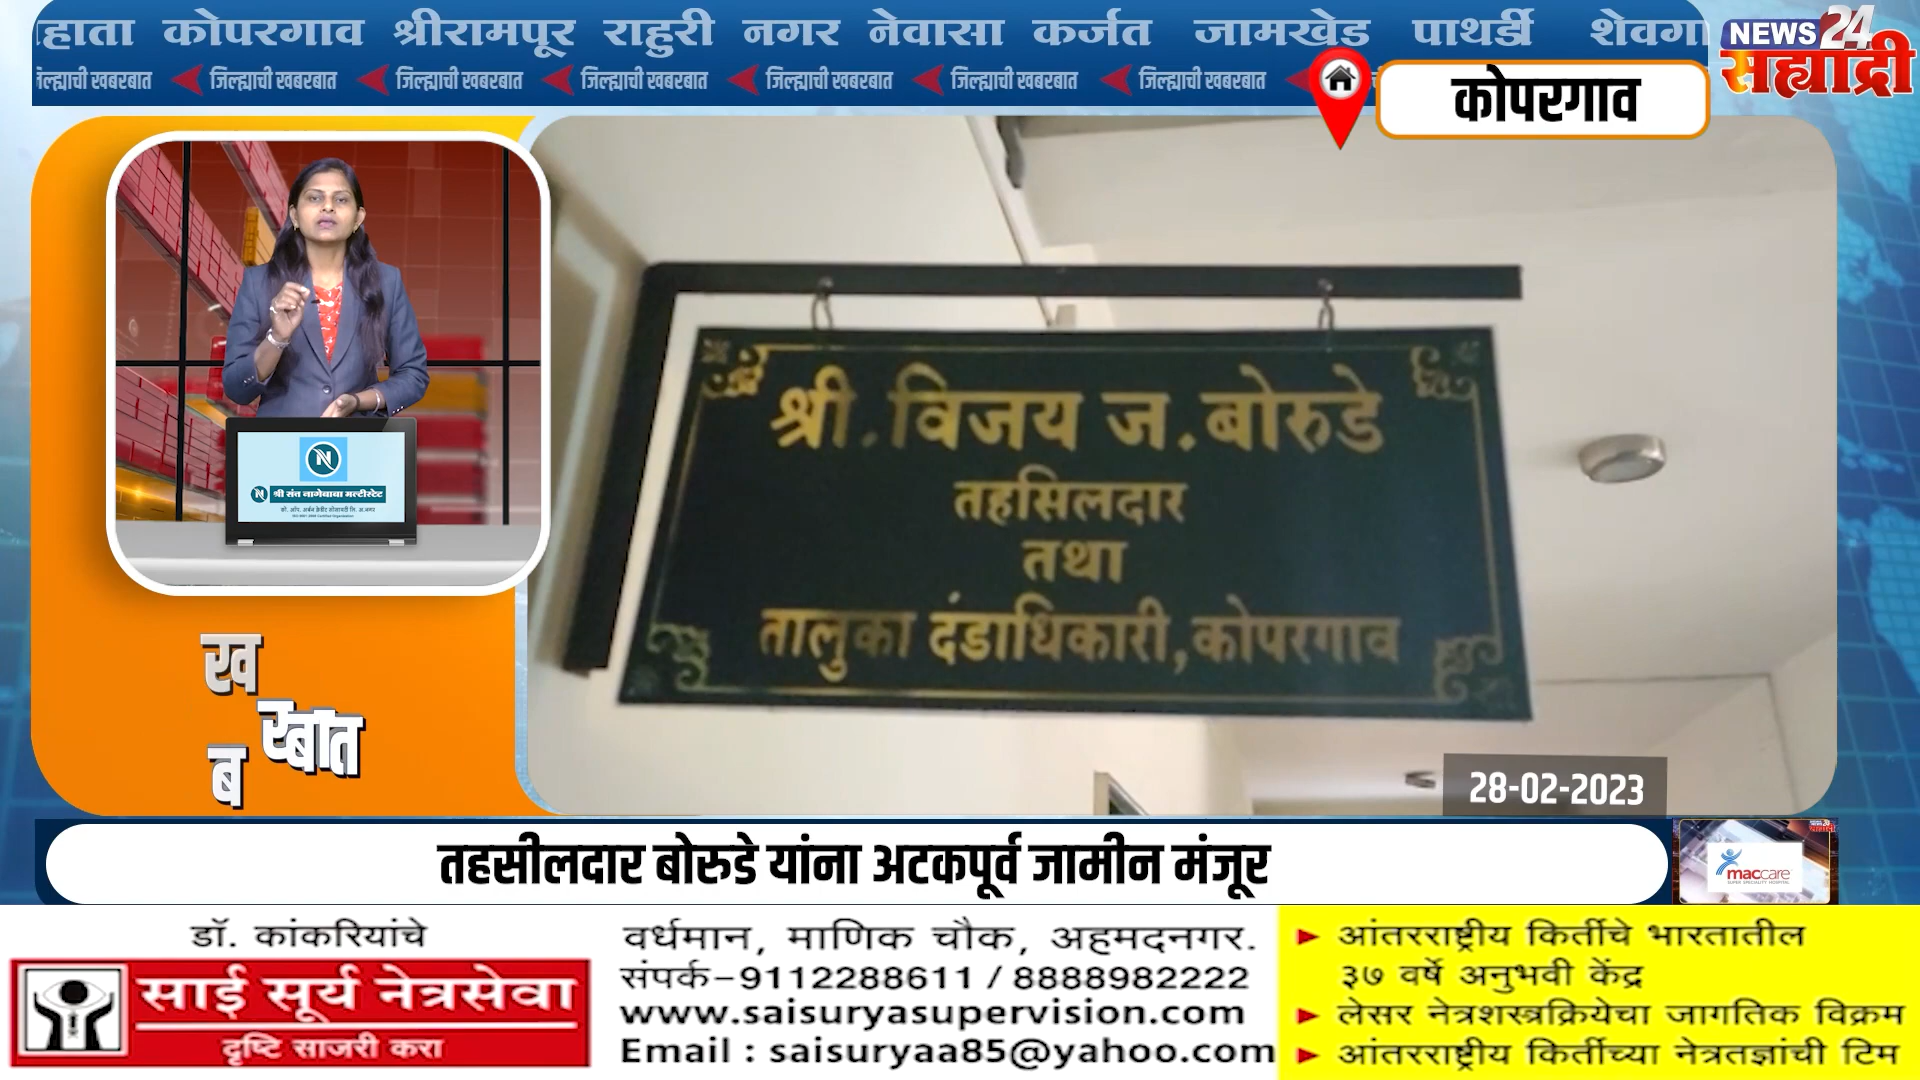 कोपरगाव श्रीरामपूर राहुरी नगर नेवासा कर्जत जामखेड पाथर्डी
जिल्ह्याची खबरबात जिल्ह्याची खबरबात जिल्ह्याची खबरबात जिल्ह्याची खबरबात जिल्ह्याची खबरबात जिल्ह्याची खबरबात
NEWS 24
सह्याद्री
कोपरगाव
श्री.विजय ज.बोरुडे
तहसिलदार
तथा
तालुका दंडाधिकारी,कोपरगाव
श्री संत नागेबाबा मल्टीस्टेट
28-02-2023
तहसीलदार बोरुडे यांना अटकपूर्व जामीन मंजूर
maccare
डॉ. कांकरियांचे
साई सूर्य नेत्रसेवा
दृष्टि साजरी करा
वर्धमान, माणिक चौक, अहमदनगर.
संपर्क-9112288611 / 8888982222
www.saisuryasupervision.com
Email : saisuryaa85@yahoo.com
आंतरराष्ट्रीय किर्तीचे भारतातील
३७ वर्षे अनुभवी केंद्र
लेसर नेत्रशस्त्रक्रियेचा जागतिक विक्रम
आंतरराष्ट्रीय किर्तीच्या नेत्रतज्ञांची टिम